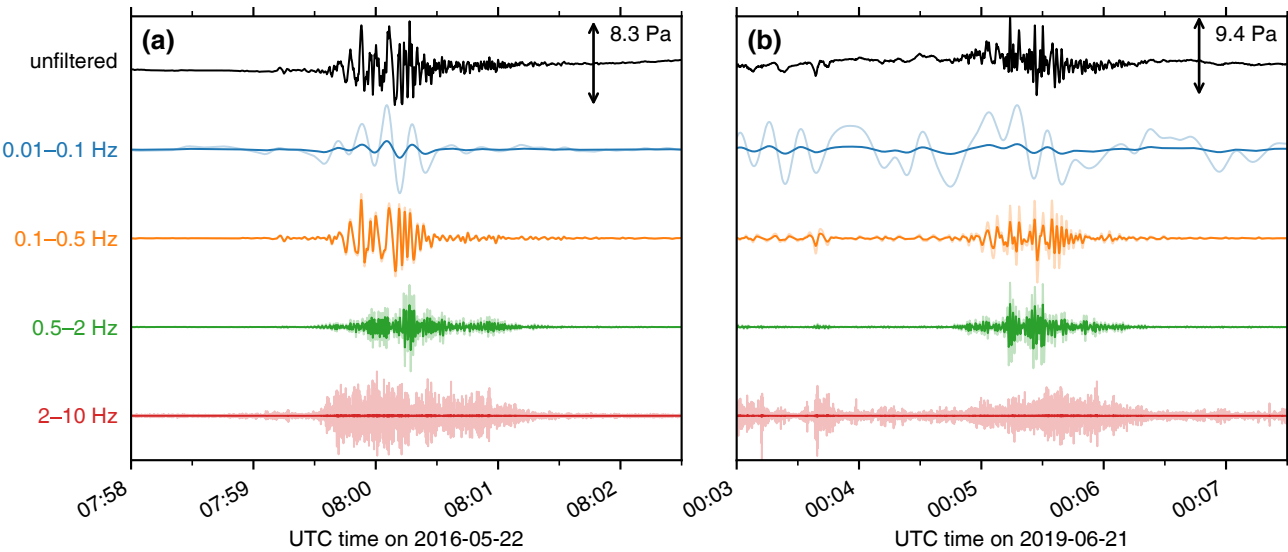 (a)
8.3 Pa
(b)
9.4 Pa
unfiltered
0.01–0.1 Hz
0.1–0.5 Hz
0.5–2 Hz
2–10 Hz
07:58
07:59
08:00
08:01
08:02
00:03
00:04
00:05
00:06
00:07
UTC time on 2016-05-22
UTC time on 2019-06-21